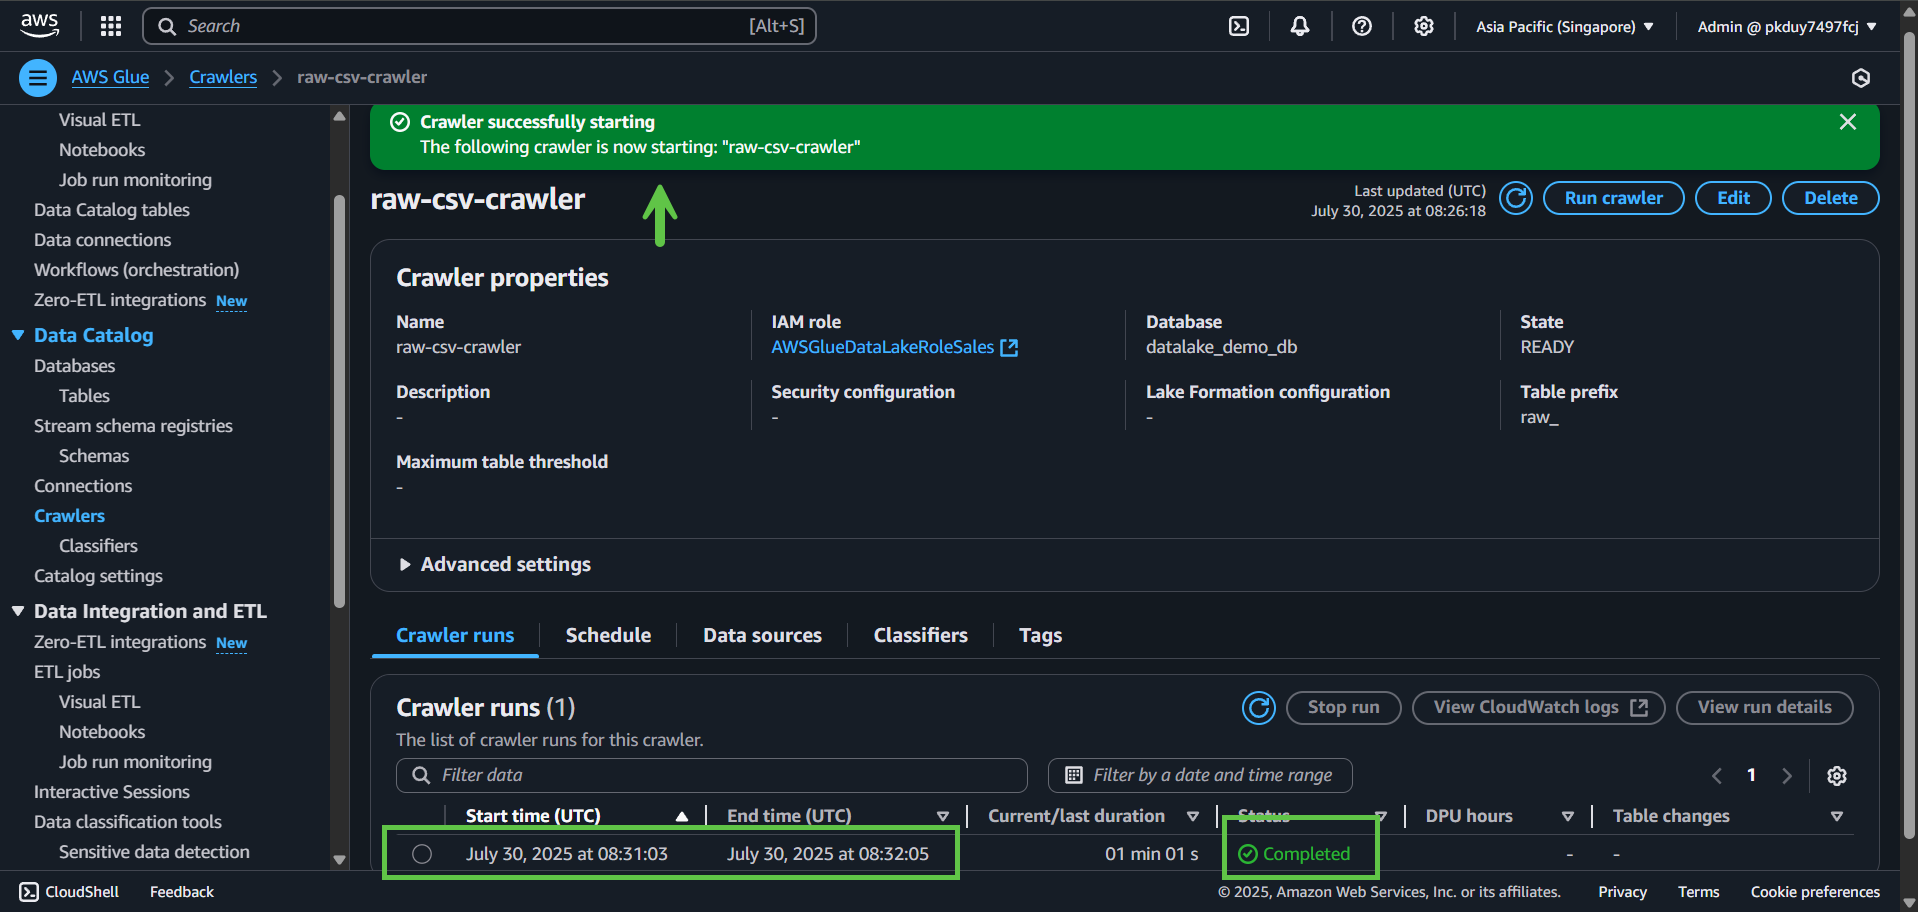 aws
Search
[Alt+S]
Asia Pacific (Singapore)
Admin @ pkduy7497fcj
AWS Glue
Crawlers
raw-csv-crawler
Visual ETL
Notebooks
Job run monitoring
Data Catalog tables
Data connections
Workflows (orchestration)
Zero-ETL integrations New
Data Catalog
Databases
Tables
Stream schema registries
Schemas
Connections
Crawlers
Classifiers
Catalog settings
Data Integration and ETL
Zero-ETL integrations New
ETL jobs
Visual ETL
Notebooks
Job run monitoring
Interactive Sessions
Data classification tools
Sensitive data detection
Crawler successfully starting
The following crawler is now starting: "raw-csv-crawler"
raw-csv-crawler
Last updated (UTC)
July 30, 2025 at 08:26:18
Run crawler
Edit
Delete
Crawler properties
Name
raw-csv-crawler
IAM role
AWSGlueDataLakeRoleSales
Database
datalake_demo_db
State
READY
Description
-
Security configuration
-
Lake Formation configuration
-
Table prefix
raw_
Maximum table threshold
-
Advanced settings
Crawler runs
Schedule
Data sources
Classifiers
Tags
Crawler runs (1)
Stop run
View CloudWatch logs
View run details
The list of crawler runs for this crawler.
Filter data
Filter by a date and time range
1
Start time (UTC)
End time (UTC)
Current/last duration
Status
DPU hours
Table changes
July 30, 2025 at 08:31:03
July 30, 2025 at 08:32:05
01 min 01 s
Completed
-
-
CloudShell
Feedback
© 2025, Amazon Web Services, Inc. or its affiliates.
Privacy
Terms
Cookie preferences